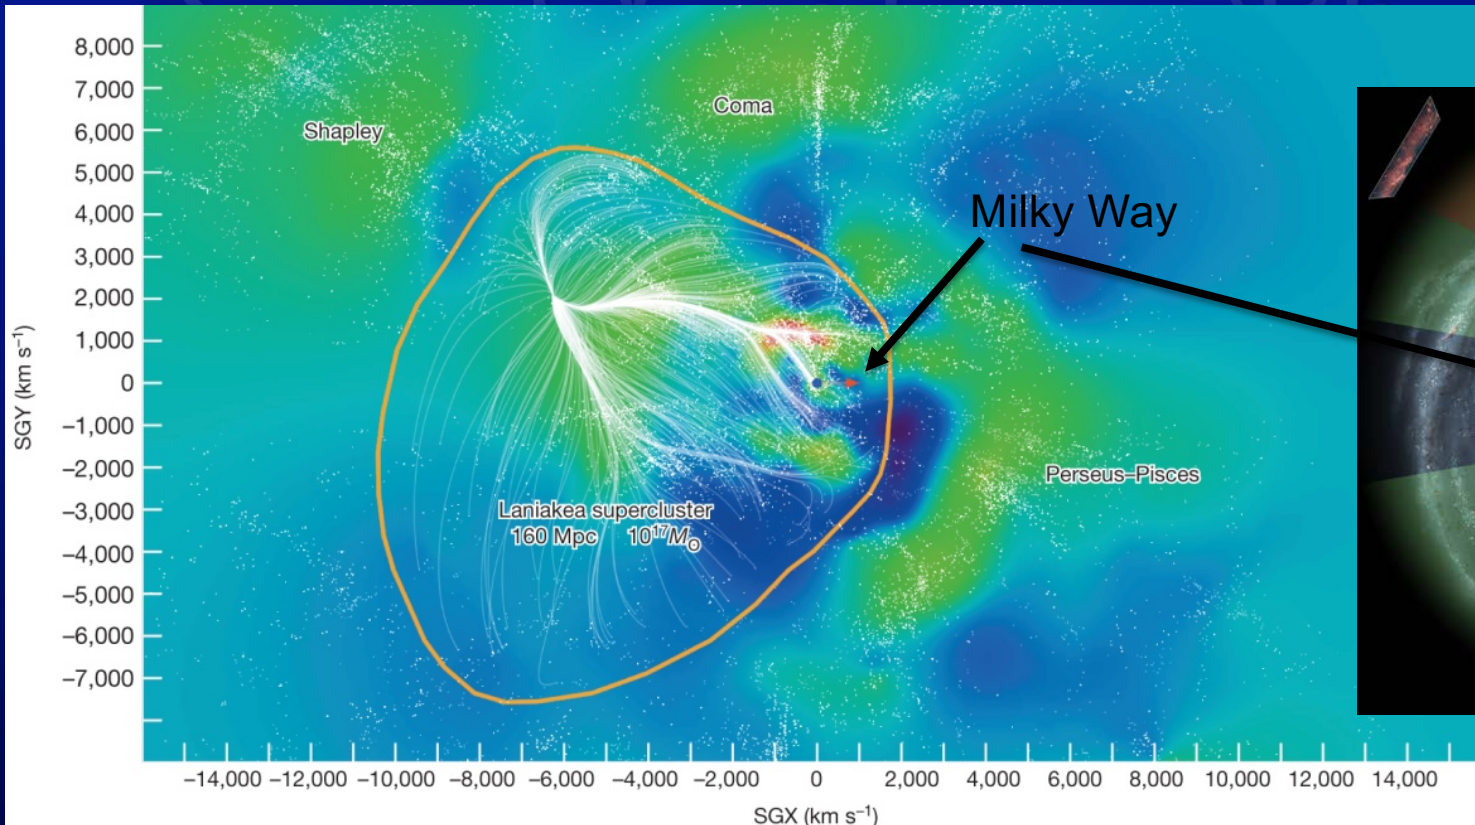 8,000
7,000
6,000
5,000
4,000
3,000
2,000
1,000
0
−1,000
−2,000
−3,000
−4,000
−5,000
−6,000
−7,000
SGY (km s⁻¹)
Shapley
Coma
Milky Way
Perseus–Pisces
Laniakea supercluster
160 Mpc 10¹⁷M☉
−14,000 −12,000 −10,000 −8,000 −6,000 −4,000 −2,000 0 2,000 4,000 6,000 8,000 10,000 12,000 14,000
SGX (km s⁻¹)